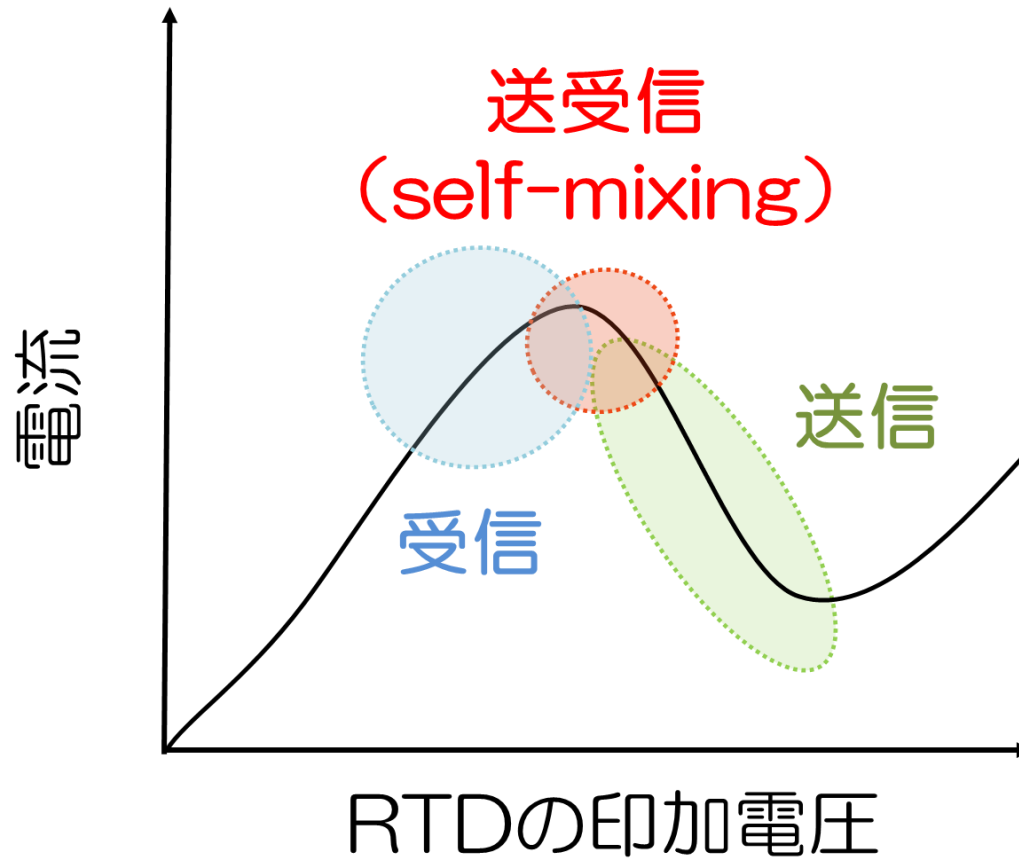 送受信
（self-mixing）
電流
送信
受信
RTDの印加電圧